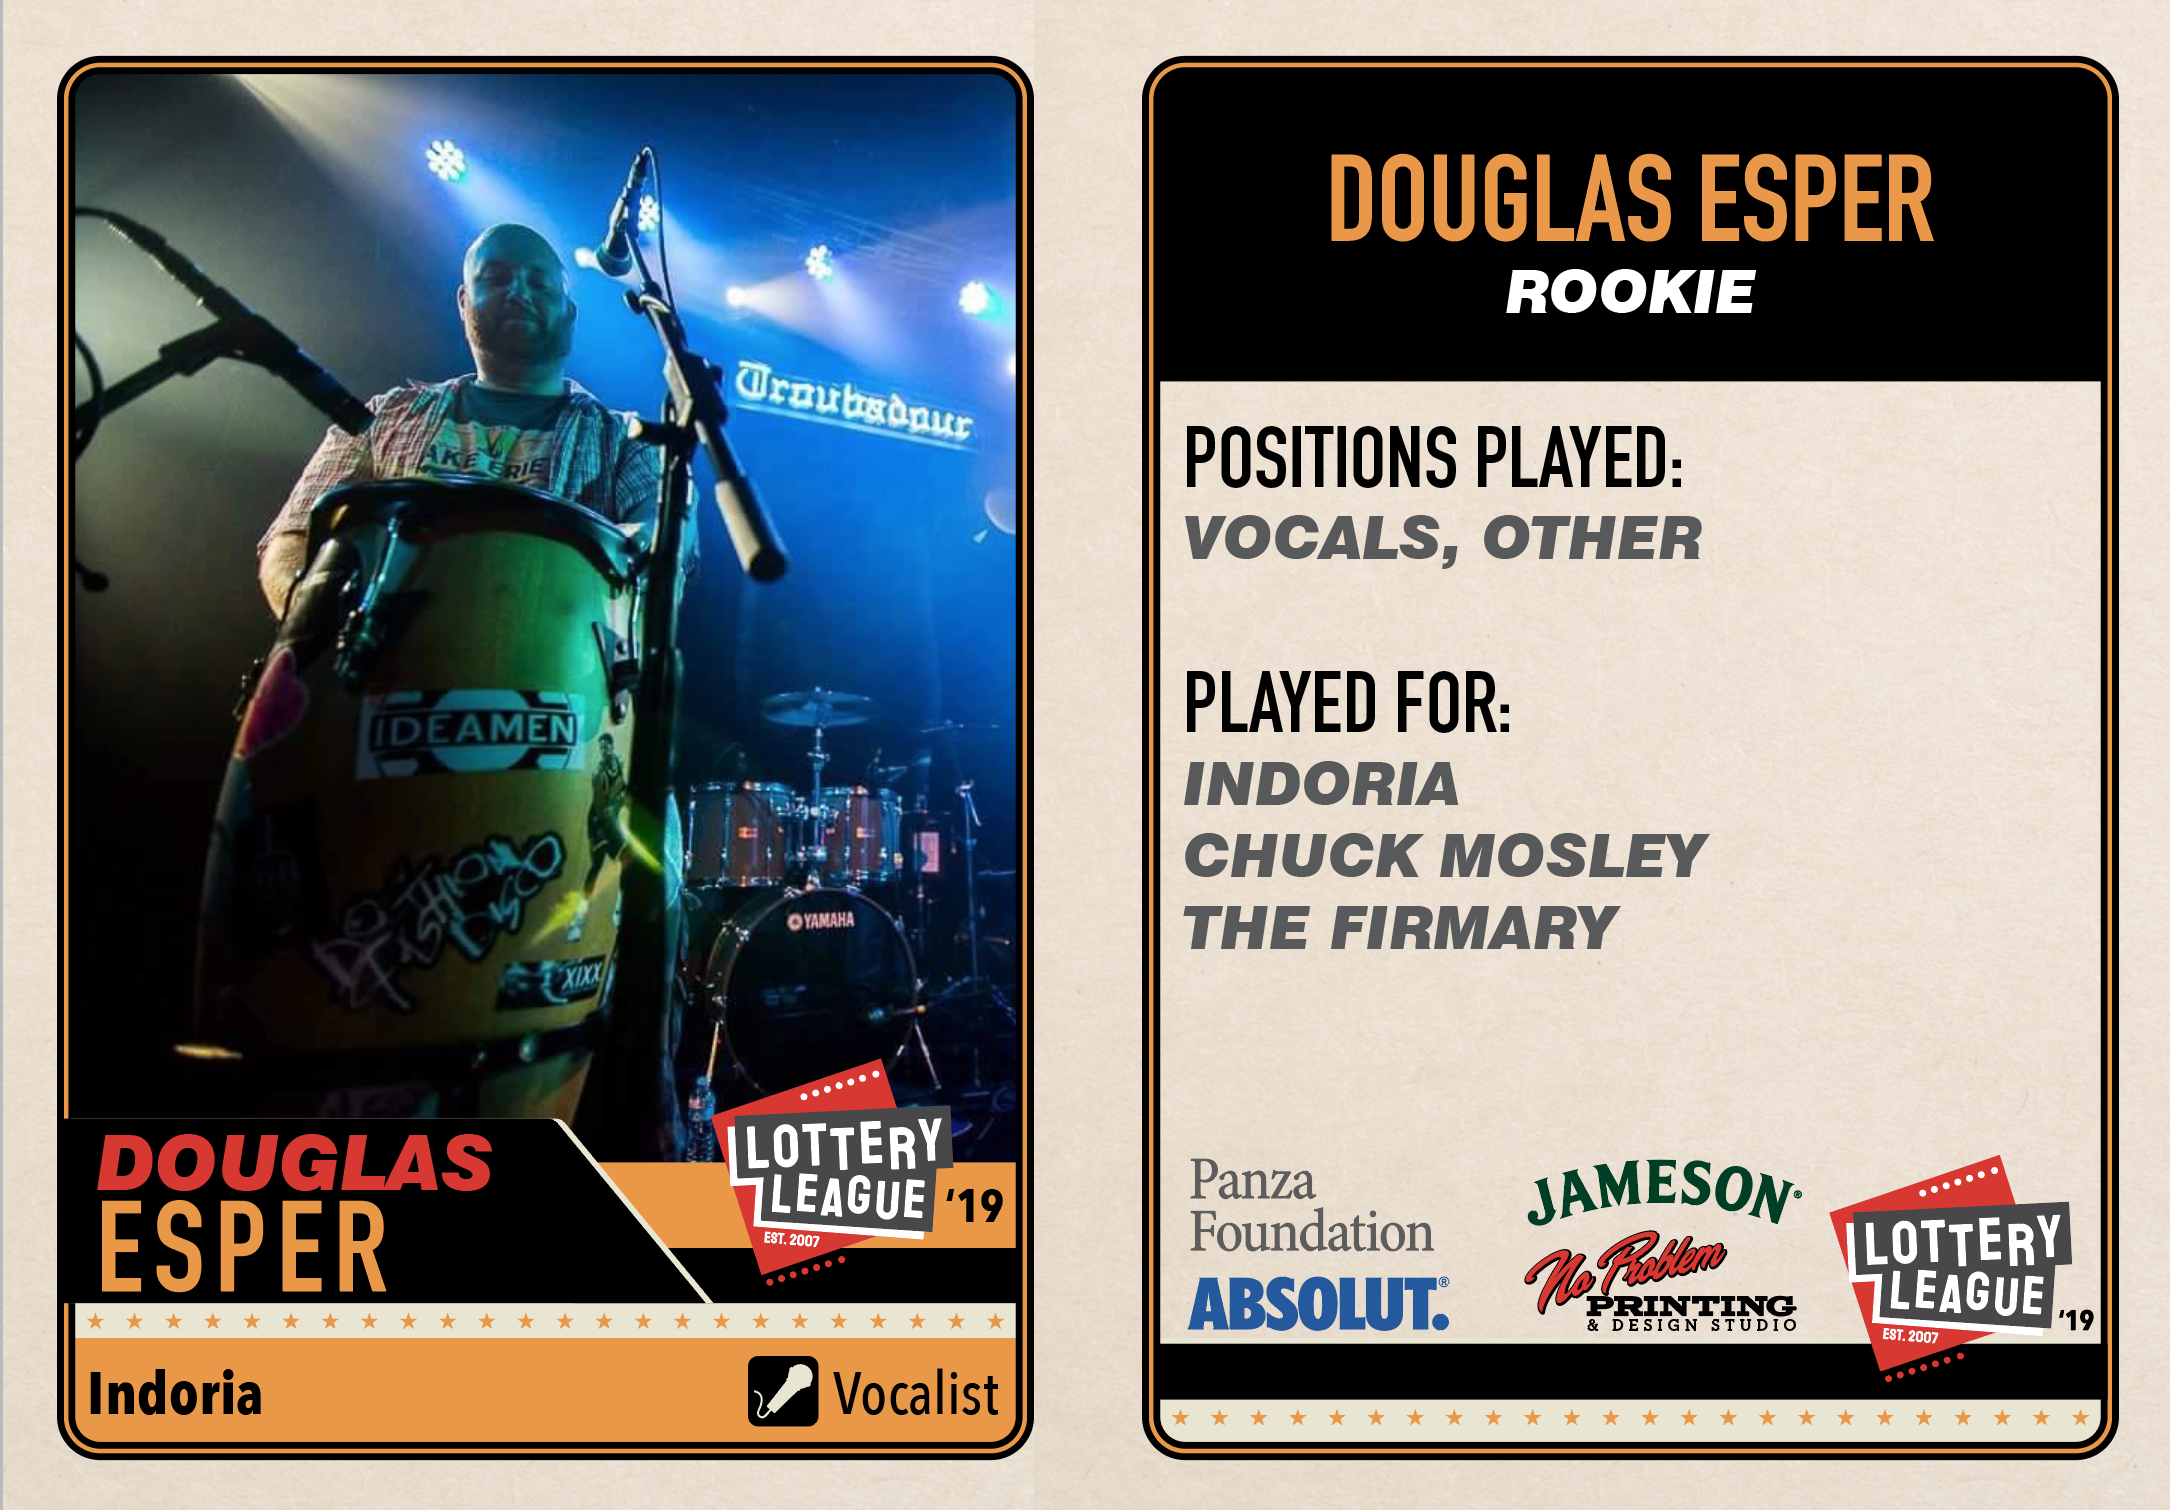 Troubadour
AKE ERIE
IDEAMEN
XIXX
YAMAHA
DOUGLAS
ESPER
LOTTERY
LEAGUE
EST. 2007
'19
Indoria
Vocalist
DOUGLAS ESPER
ROOKIE
POSITIONS PLAYED:
VOCALS, OTHER
PLAYED FOR:
INDORIA
CHUCK MOSLEY
THE FIRMARY
Panza
Foundation
ABSOLUT.®
JAMESON®
No Problem
PRINTING
& DESIGN STUDIO
LOTTERY
LEAGUE
EST. 2007
'19